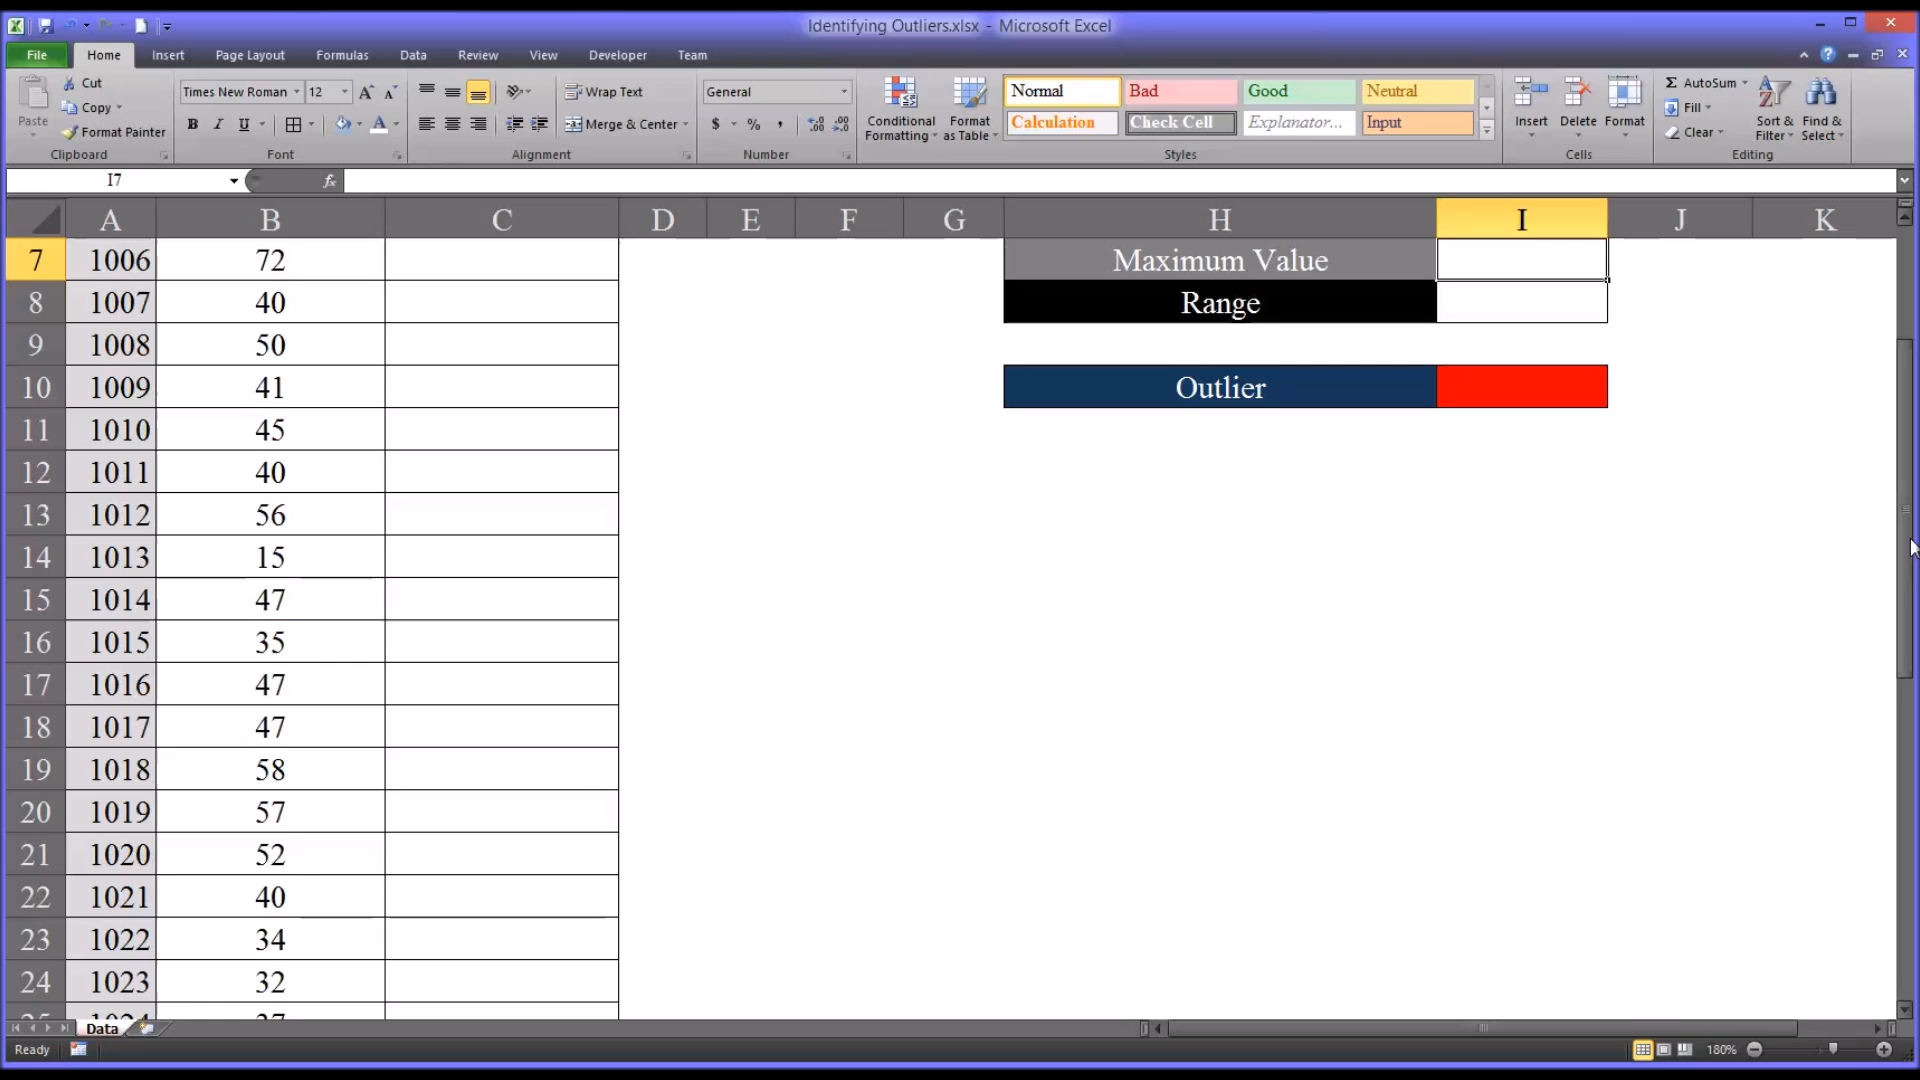 Identifying Outliers.xlsx - Microsoft Excel
File Home Insert Page Layout Formulas Data Review View Developer Team
Paste
Cut
Copy
Format Painter
Clipboard
Times New Roman 12
B I U
Font
Wrap Text
Merge & Center
Alignment
General
$ % ,
Number
Conditional Formatting
Format as Table
Normal Bad Good Neutral
Calculation Check Cell Explanator... Input
Styles
Insert Delete Format
Cells
Σ AutoSum
Fill
Clear
Sort & Filter
Find & Select
Editing
I7 fx
A B C D E F G H I J K
7 1006 72 Maximum Value
8 1007 40 Range
9 1008 50
10 1009 41 Outlier
11 1010 45
12 1011 40
13 1012 56
14 1013 15
15 1014 47
16 1015 35
17 1016 47
18 1017 47
19 1018 58
20 1019 57
21 1020 52
22 1021 40
23 1022 34
24 1023 32
25 1024
Data
Ready 180%